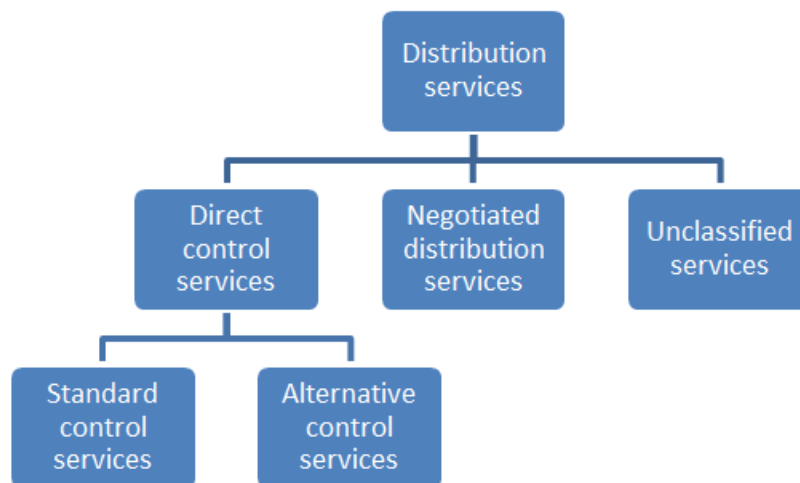 Distribution
services
Direct
control
services
Negotiated
distribution
services
Unclassified
services
Standard
control
services
Alternative
control
services